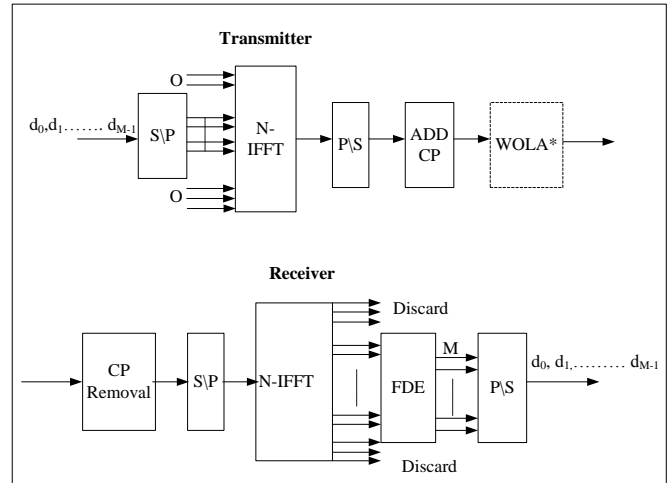 Transmitter
O
d0,d1....... dM-1
S\P
N-
IFFT
P\S
ADD
CP
WOLA*
O
Receiver
Discard
CP
Removal
S\P
N-IFFT
FDE
M
P\S
d0, d1,......... dM-1
Discard